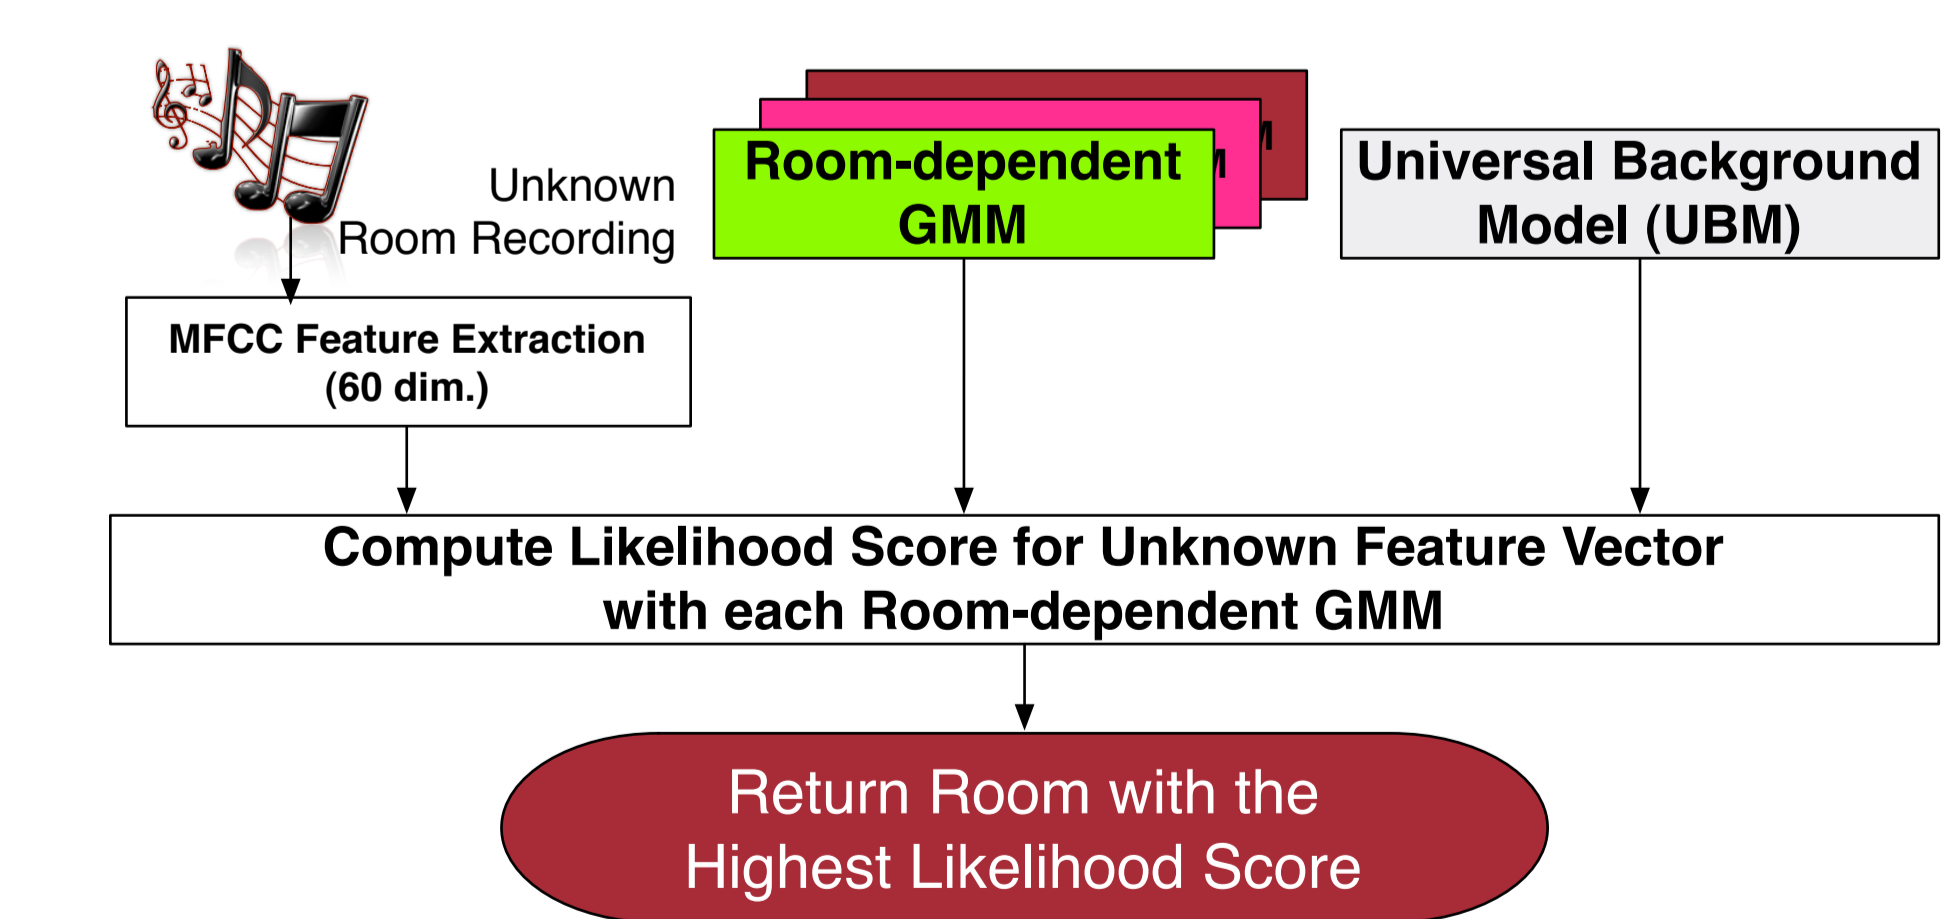 Unknown
Room Recording
Room-dependent
GMM
Universal Background
Model (UBM)
MFCC Feature Extraction
(60 dim.)
Compute Likelihood Score for Unknown Feature Vector
with each Room-dependent GMM
Return Room with the
Highest Likelihood Score